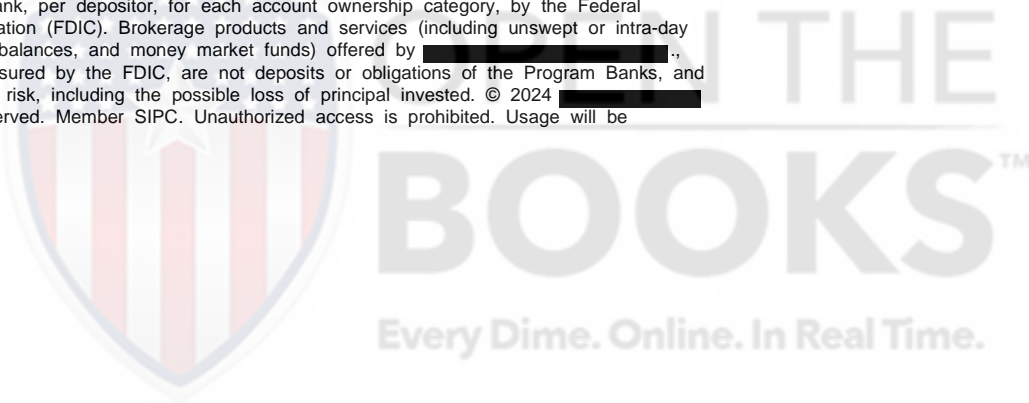 ank, per depositor, for each account ownership category, by the Federal
ation (FDIC). Brokerage products and services (including unswept or intra-day
balances, and money market funds) offered by .,
sured by the FDIC, are not deposits or obligations of the Program Banks, and
risk, including the possible loss of principal invested. © 2024
erved. Member SIPC. Unauthorized access is prohibited. Usage will be
OPEN THE
BOOKS™
Every Dime. Online. In Real Time.